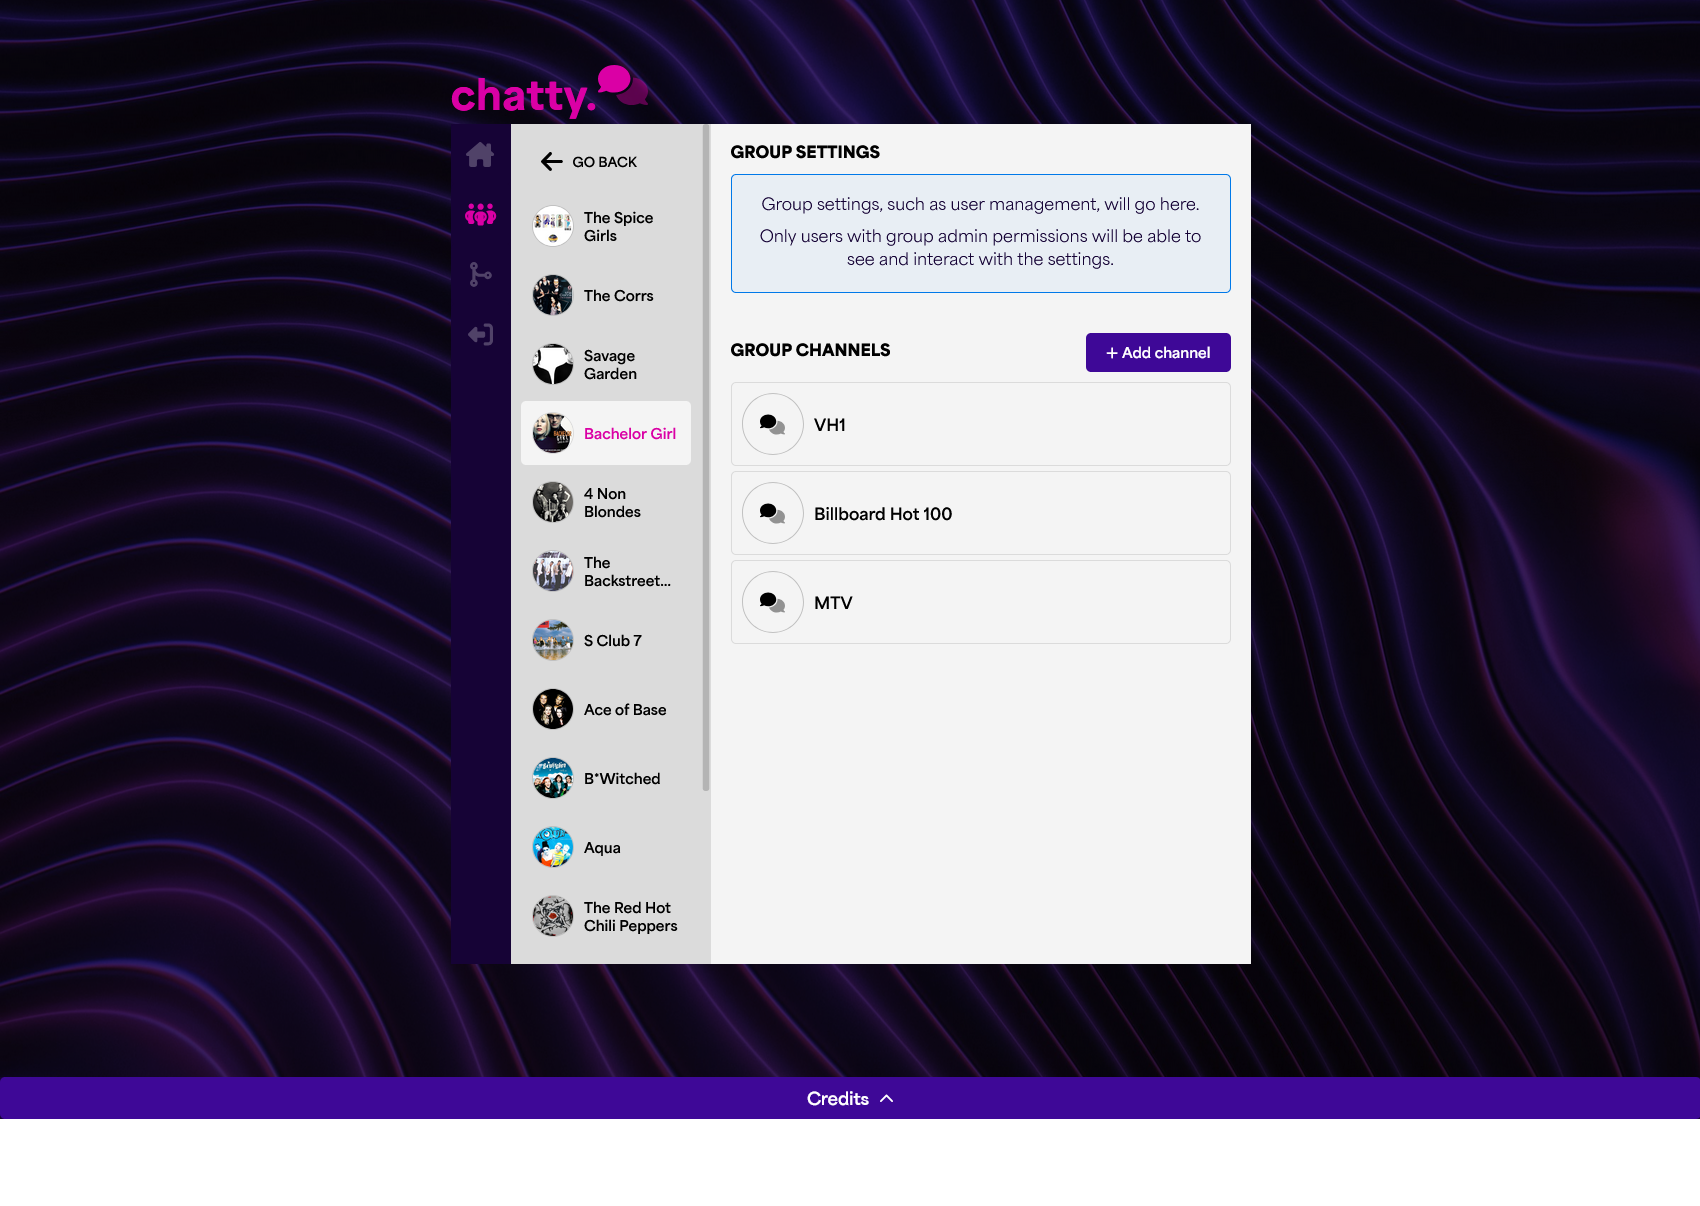 chatty.
GO BACK
The Spice
Girls
The Corrs
Savage
Garden
Bachelor Girl
4 Non
Blondes
The
Backstreet...
S Club 7
Ace of Base
B*Witched
Aqua
The Red Hot
Chili Peppers
GROUP SETTINGS
Group settings, such as user management, will go here.
Only users with group admin permissions will be able to
see and interact with the settings.
GROUP CHANNELS
+ Add channel
VH1
Billboard Hot 100
MTV
Credits